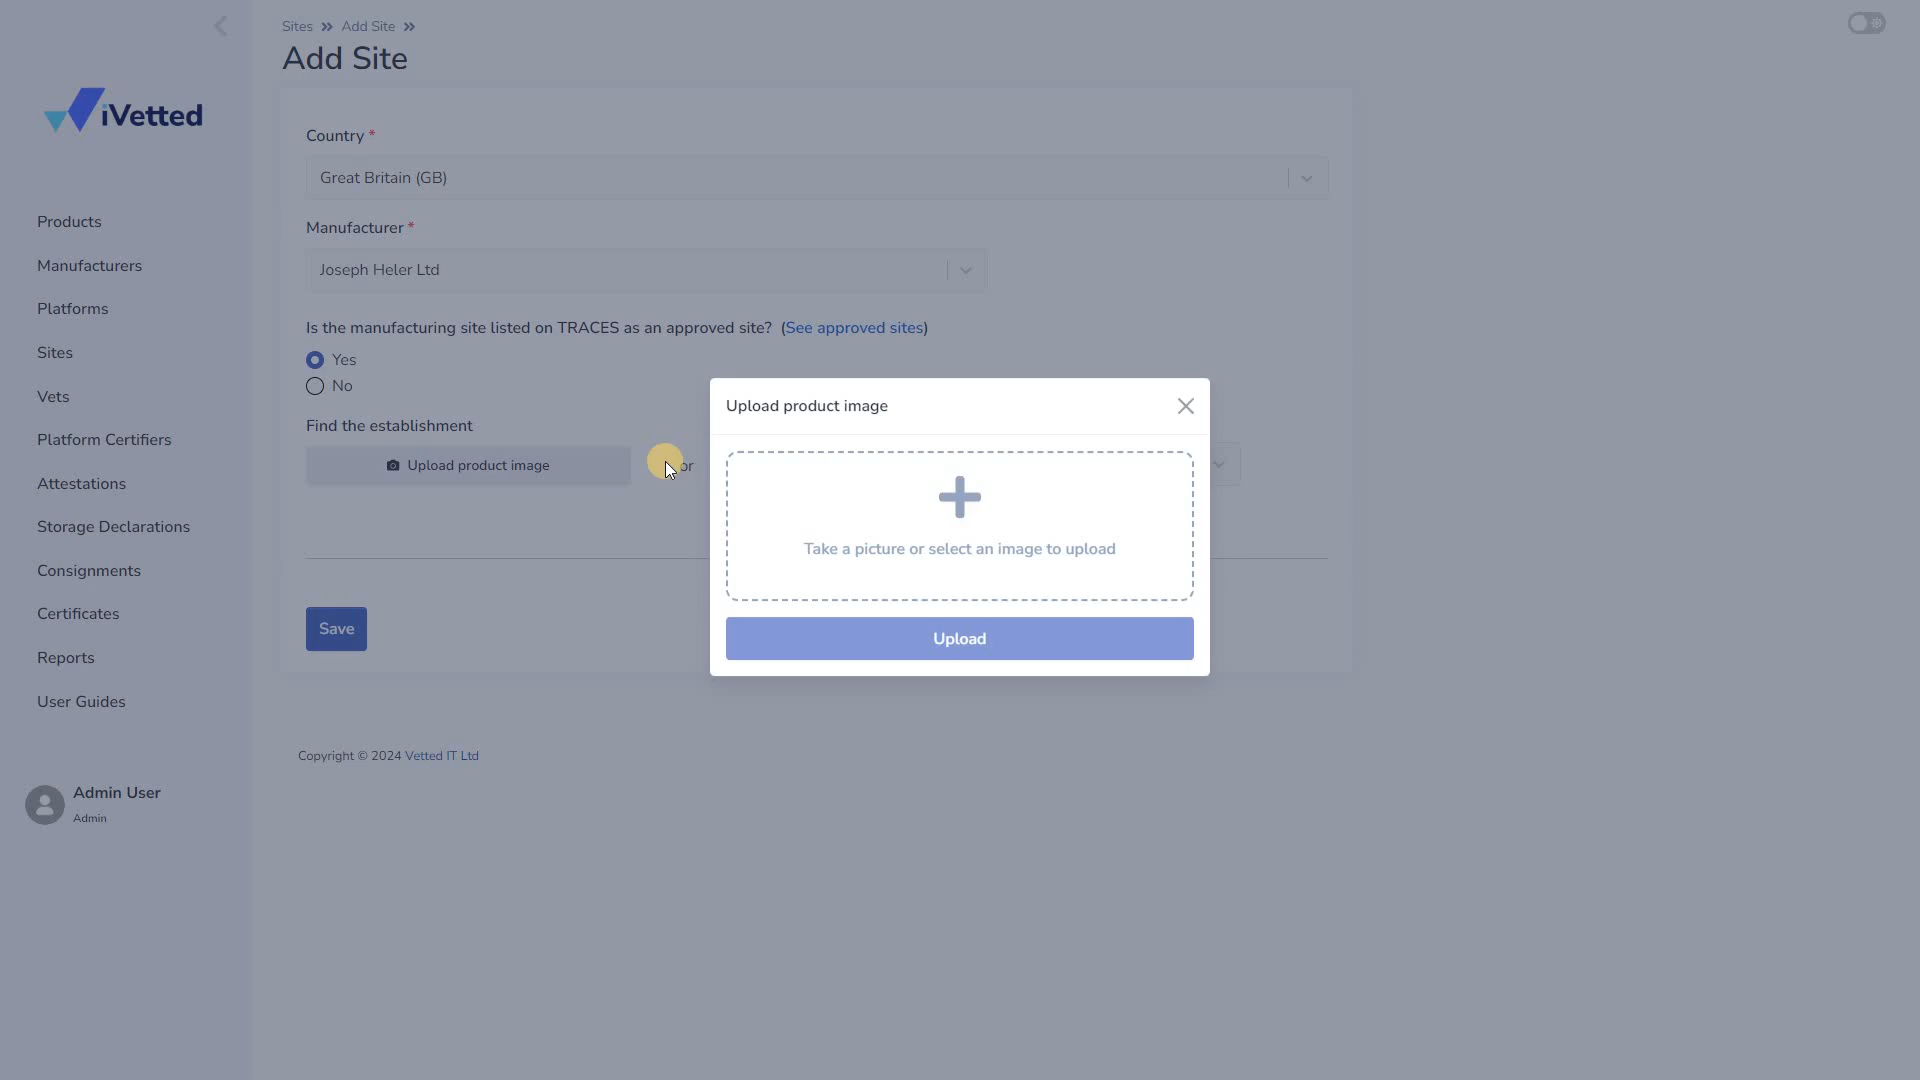 Sites » Add Site »
Add Site
iVetted
Products
Manufacturers
Platforms
Sites
Vets
Platform Certifiers
Attestations
Storage Declarations
Consignments
Certificates
Reports
User Guides
Admin User
Admin
Country *
Great Britain (GB)
Manufacturer *
Joseph Heler Ltd
Is the manufacturing site listed on TRACES as an approved site? (See approved sites)
Yes
No
Find the establishment
Upload product image
or
Save
Upload product image
Take a picture or select an image to upload
Upload
Copyright © 2024 Vetted IT Ltd